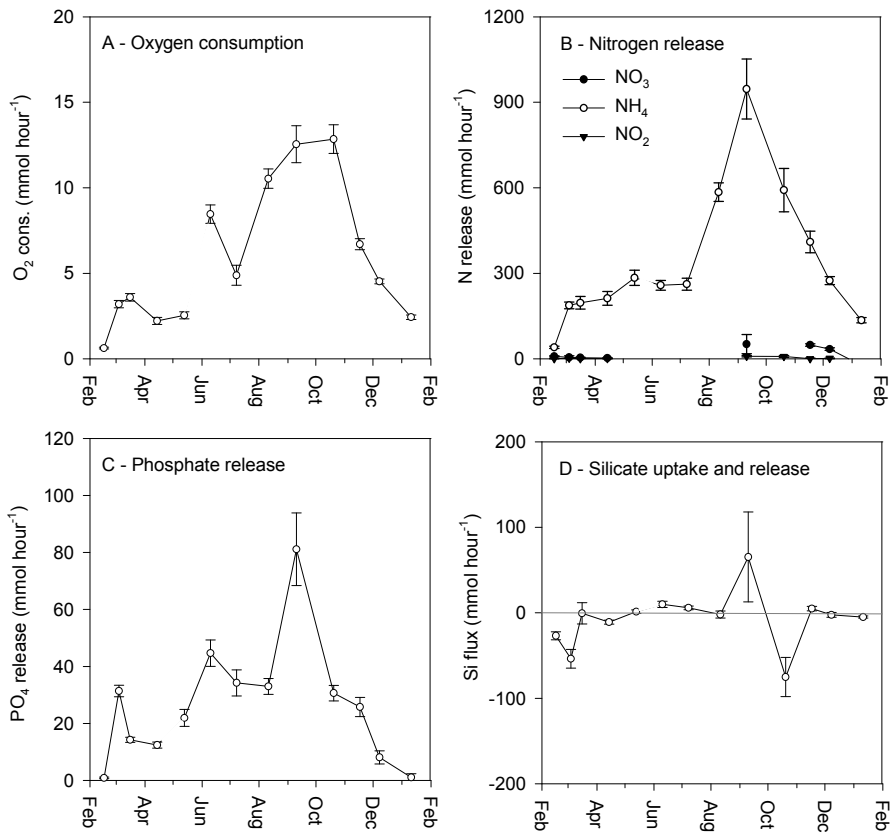 A - Oxygen consumption
O₂ cons. (mmol hour⁻¹)
20
15
10
5
0
Feb
Apr
Jun
Aug
Oct
Dec
Feb
B - Nitrogen release
NO₃
NH₄
NO₂
N release (mmol hour⁻¹)
1200
900
600
300
0
Feb
Apr
Jun
Aug
Oct
Dec
Feb
C - Phosphate release
PO₄ release (mmol hour⁻¹)
120
100
80
60
40
20
0
Feb
Apr
Jun
Aug
Oct
Dec
Feb
D - Silicate uptake and release
Si flux (mmol hour⁻¹)
200
100
0
-100
-200
Feb
Apr
Jun
Aug
Oct
Dec
Feb